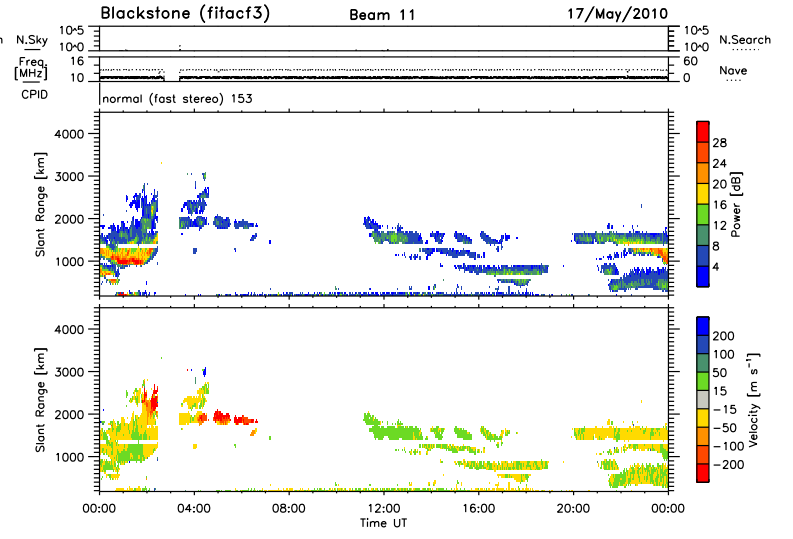 Blackstone (fitacf3)
Beam 11
17/May/2010
N.Sky
10^5
10^0
10^5
10^0
N.Search
Freq.
[MHz]
16
10
60
0
Nave
CPID
normal (fast stereo) 153
Slant Range [km]
4000
3000
2000
1000
28
24
20
16
12
8
4
Power [dB]
Slant Range [km]
4000
3000
2000
1000
200
100
50
15
-15
-50
-100
-200
Velocity [m s⁻¹]
00:00
04:00
08:00
12:00
16:00
20:00
00:00
Time UT